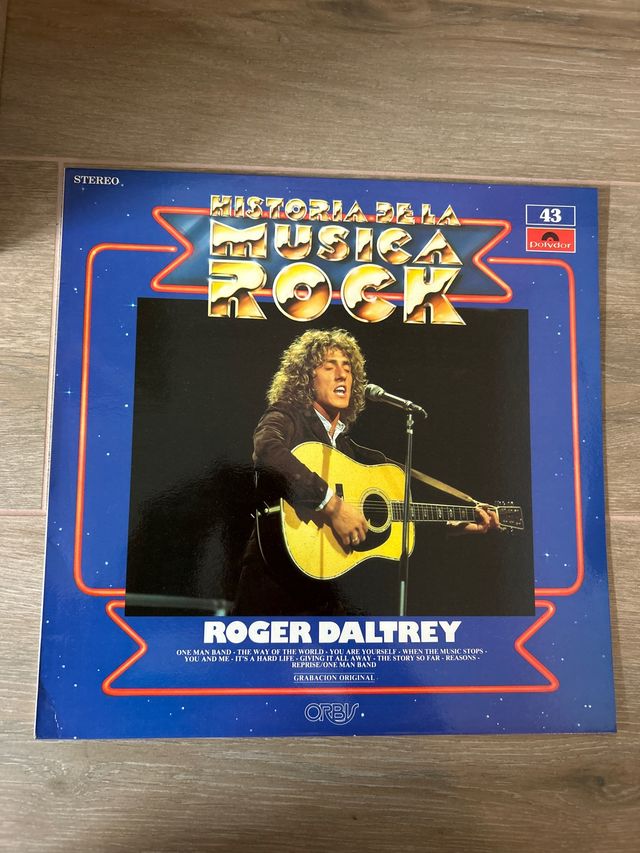 STEREO
HISTORIA DE LA
MUSICA
ROCK
43
polydor
ROGER DALTREY
ONE MAN BAND - THE WAY OF THE WORLD - YOU ARE YOURSELF - WHEN THE MUSIC STOPS -
YOU AND ME - IT'S A HARD LIFE - GIVING IT ALL AWAY - THE STORY SO FAR - REASONS -
REPRISE/ONE MAN BAND
GRABACION ORIGINAL
ORBIS